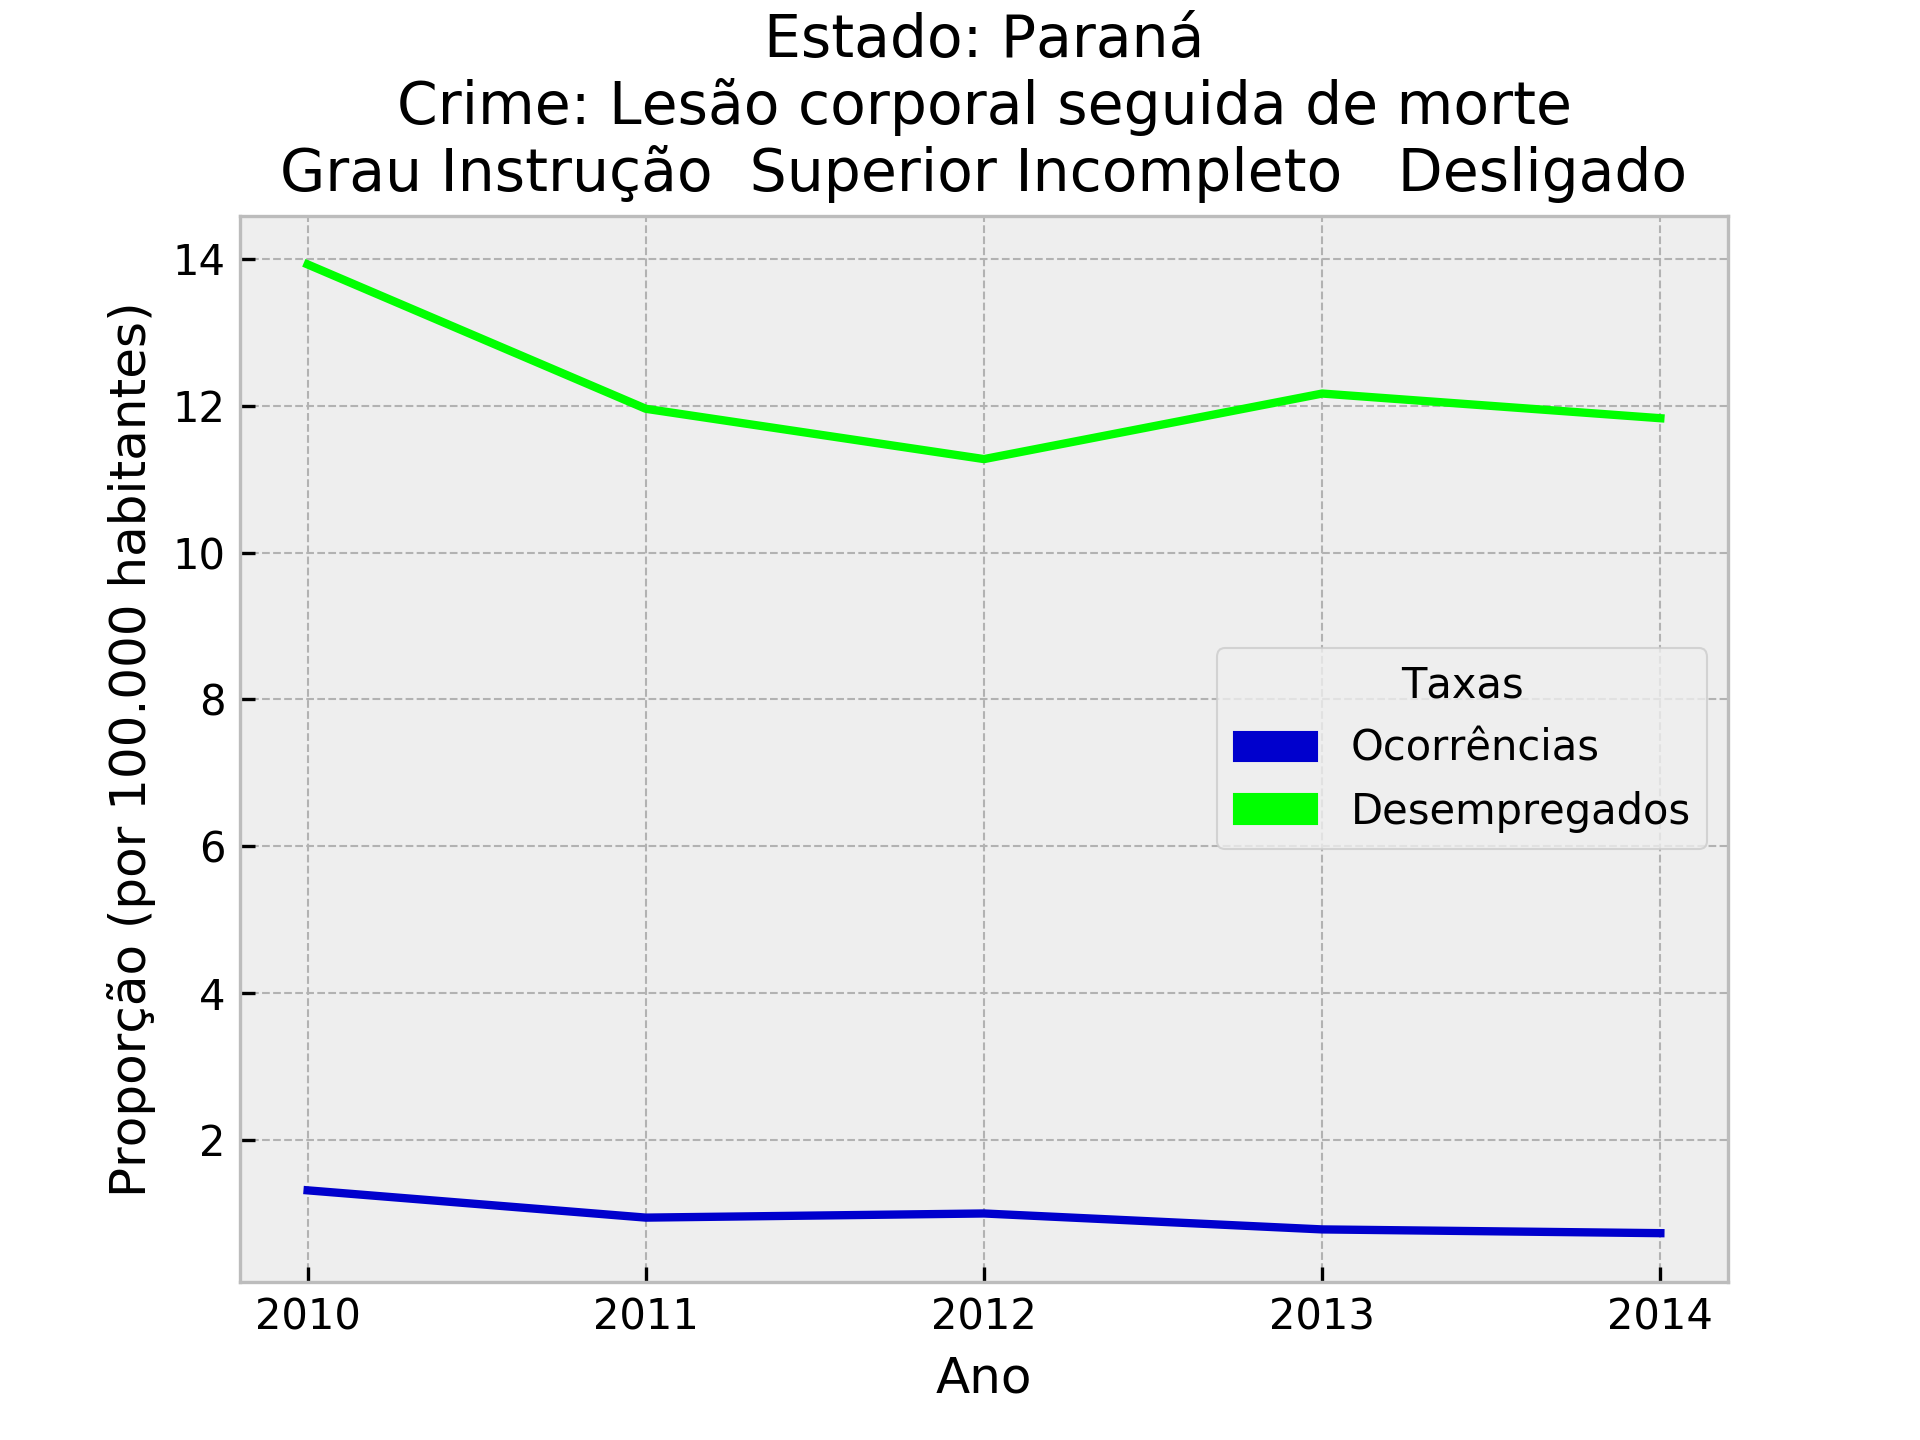 Estado: Paraná
Crime: Lesão corporal seguida de morte
Grau Instrução  Superior Incompleto   Desligado
Proporção (por 100.000 habitantes)
14
12
10
8
6
4
2
Taxas
Ocorrências
Desempregados
2010
2011
2012
2013
2014
Ano